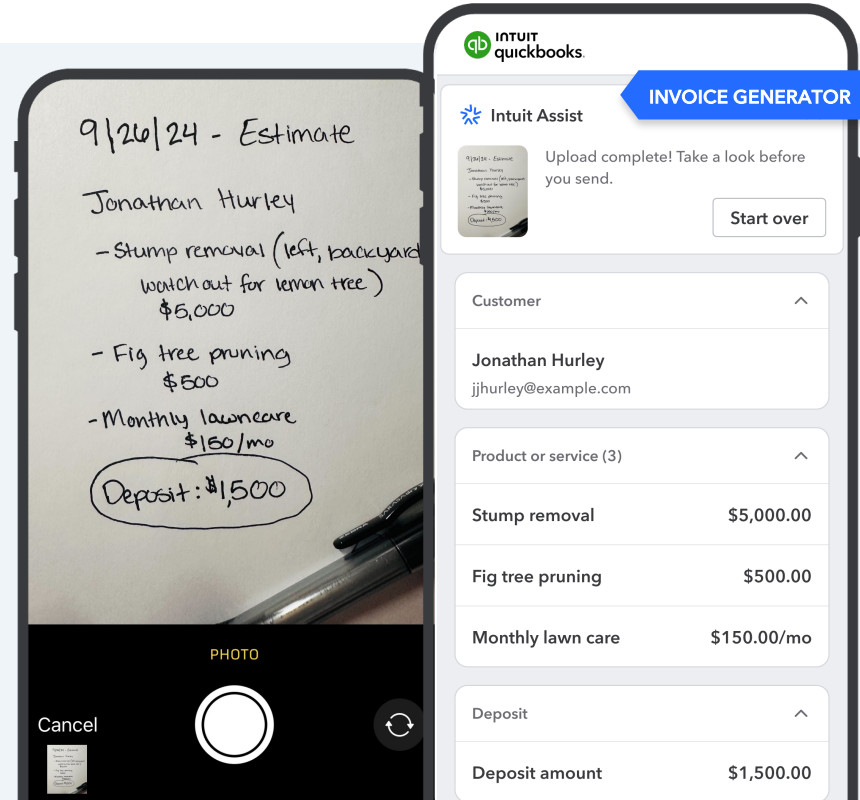 9/26/24 - Estimate
Jonathan Hurley
- Stump removal (left, backyard
watch out for lemon tree)
$5,000
- Fig tree pruning
$500
- Monthly lawncare
$150/mo
Deposit: $1,500
PHOTO
Cancel
INTUIT
quickbooks.
INVOICE GENERATOR
Intuit Assist
Upload complete! Take a look before
you send.
Start over
Customer
Jonathan Hurley
jjhurley@example.com
Product or service (3)
Stump removal $5,000.00
Fig tree pruning $500.00
Monthly lawn care $150.00/mo
Deposit
Deposit amount $1,500.00